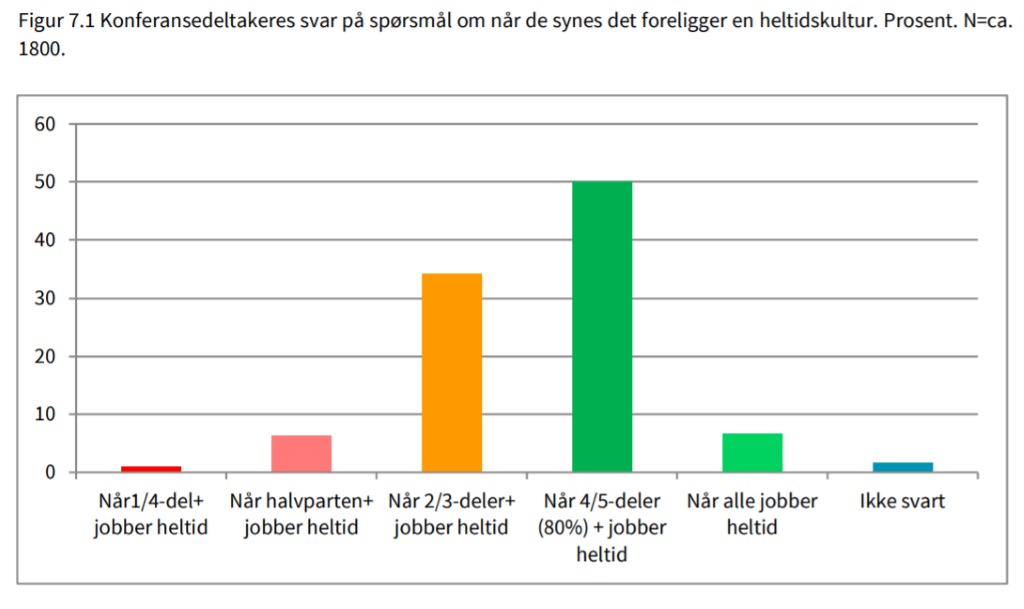 Figur 7.1 Konferansedeltakeres svar på spørsmål om når de synes det foreligger en heltidskultur. Prosent. N=ca.
1800.
60
50
40
30
20
10
0
Når1/4-del+
jobber heltid
Når halvparten+
jobber heltid
Når 2/3-deler+
jobber heltid
Når 4/5-deler
(80%) + jobber
heltid
Når alle jobber
heltid
Ikke svart